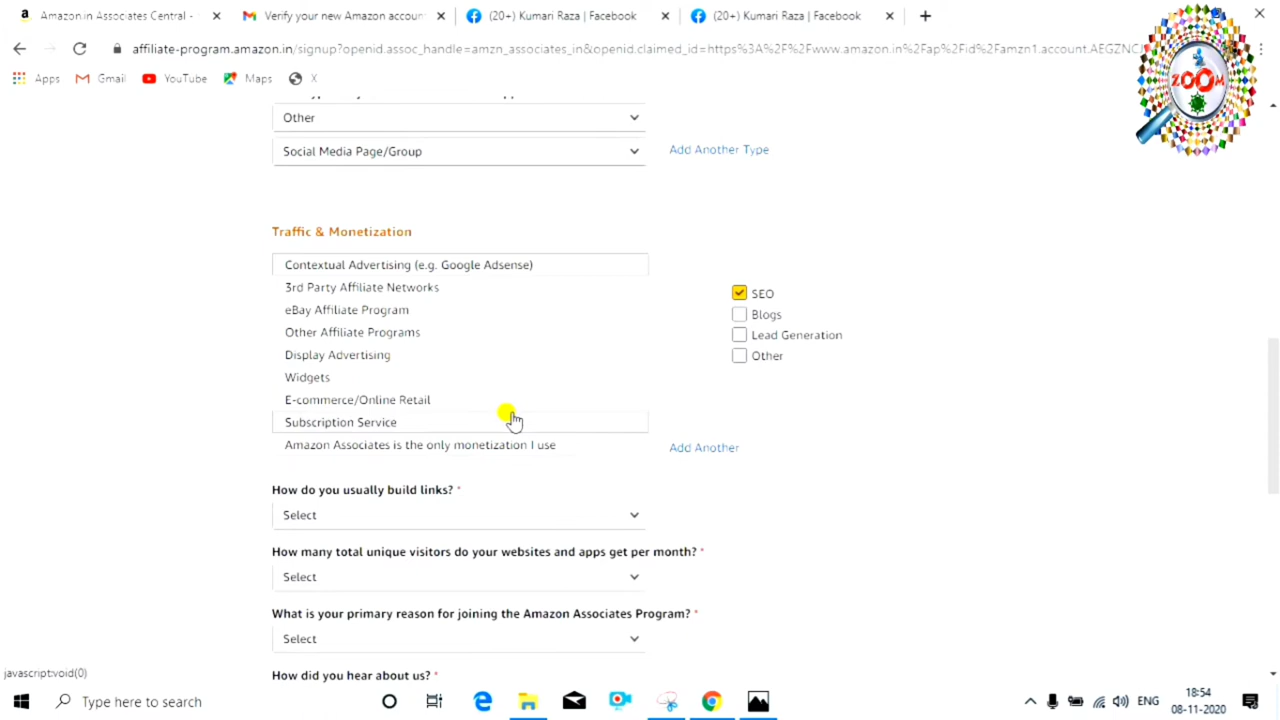 Amazon.in Associates Central -
Verify your new Amazon accoun
(20+) Kumari Raza | Facebook
(20+) Kumari Raza | Facebook
affiliate-program.amazon.in/signup?openid.assoc_handle=amzn_associates_in&openid.claimed_id=https%3A%2F%2Fwww.amazon.in%2Fap%2Fid%2Famzn1.account.AEGZNCJ
Apps
Gmail
YouTube
Maps
X
ZOOM
Other
Social Media Page/Group
Add Another Type
Traffic & Monetization
Contextual Advertising (e.g. Google Adsense)
3rd Party Affiliate Networks
SEO
eBay Affiliate Program
Blogs
Other Affiliate Programs
Lead Generation
Display Advertising
Other
Widgets
E-commerce/Online Retail
Subscription Service
Amazon Associates is the only monetization I use
Add Another
How do you usually build links? *
Select
How many total unique visitors do your websites and apps get per month? *
Select
What is your primary reason for joining the Amazon Associates Program? *
Select
How did you hear about us? *
javascript:void(0)
Type here to search
ENG
18:54
08-11-2020